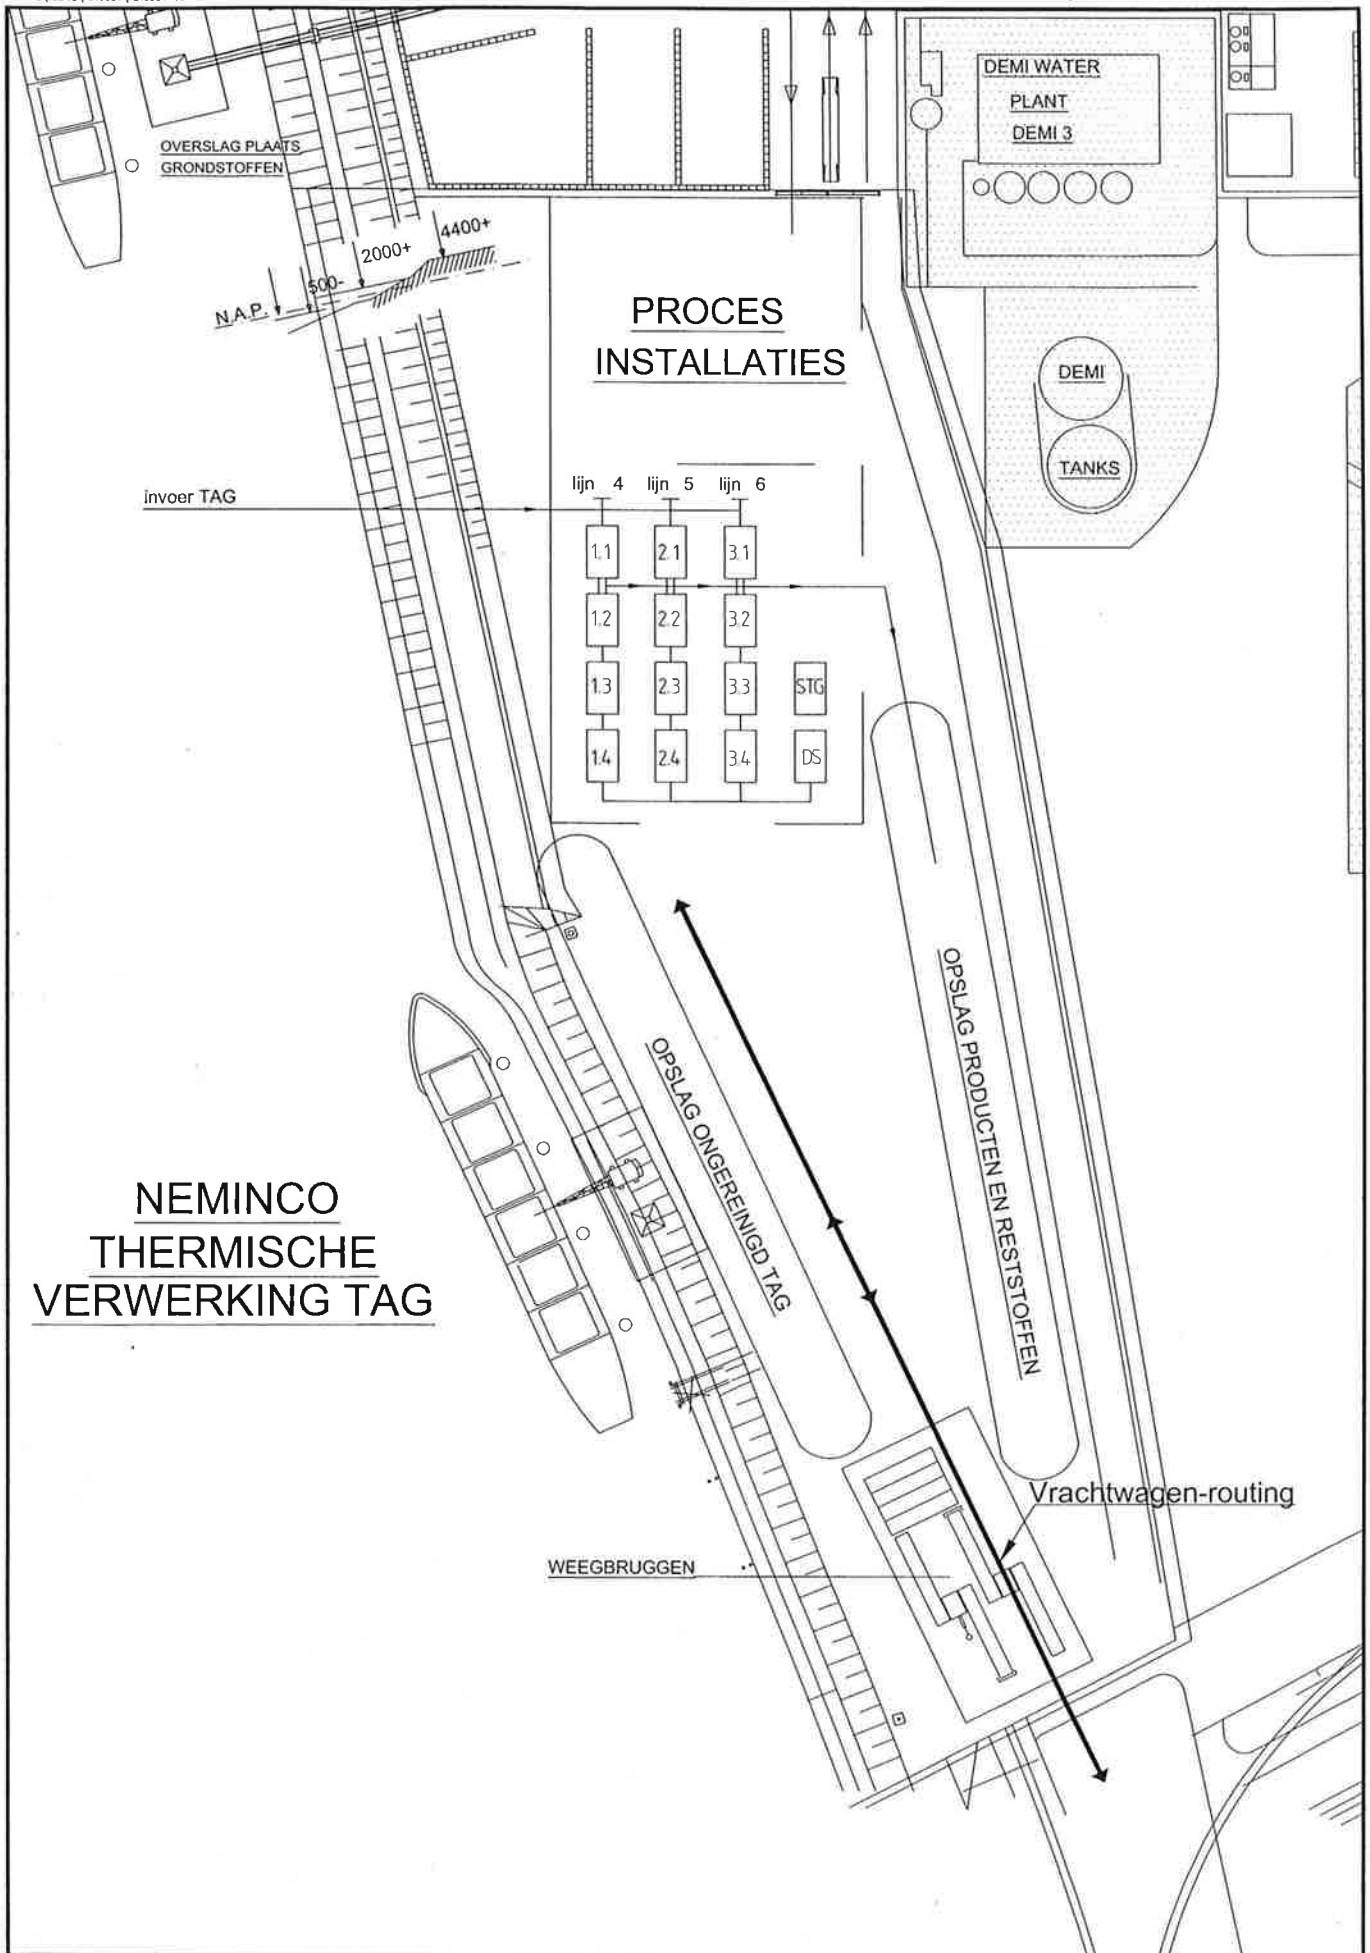 DEMI WATER
PLANT
DEMI 3
OVERSLAG PLAATS
GRONDSTOFFEN
4400+
2000+
500-
N.A.P.
PROCES
INSTALLATIES
DEMI
TANKS
invoer TAG
lijn 4 lijn 5 lijn 6
1.1 2.1 3.1
1.2 2.2 3.2
1.3 2.3 3.3 STG
1.4 2.4 3.4 DS
OPSLAG ONGEREINIGD TAG
OPSLAG PRODUCTEN EN RESTSTOFFEN
NEMINCO
THERMISCHE
VERWERKING TAG
Vrachtwagen-routing
WEEGBRUGGEN